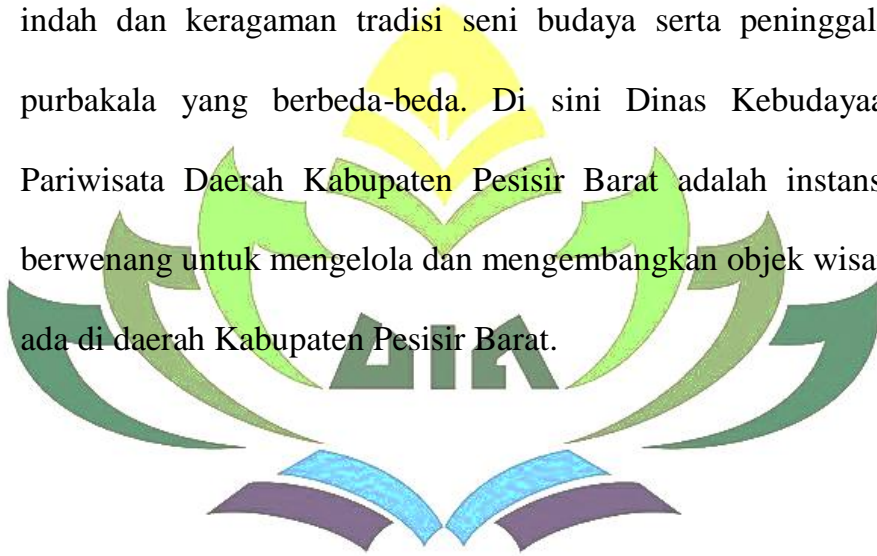 indah dan keragaman tradisi seni budaya serta peninggal
purbakala yang berbeda-beda. Di sini Dinas Kebudayaa
Pariwisata Daerah Kabupaten Pesisir Barat adalah instans
berwenang untuk mengelola dan mengembangkan objek wisa
ada di daerah Kabupaten Pesisir Barat.